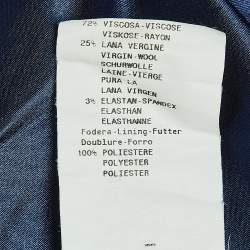 72% VISCOSA-VISCOSE
VISKOSE-RAYON
25% LANA VERGINE
VIRGIN-WOOL
SCHURWOLLE
LAINE-VIERGE
PURA LA
LANA VIRGEN
3% ELASTAN-SPANDEX
ELASTHAN
ELASTHANNE
Fodera-Lining-Futter
Doublure-Forro
100% POLIESTERE
POLYESTER
POLIESTER